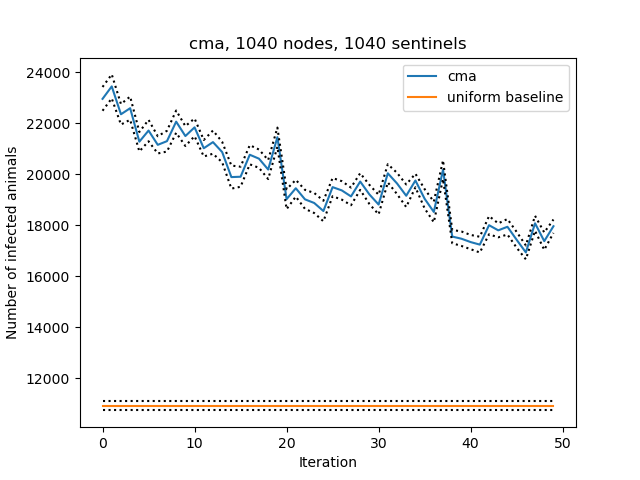 cma, 1040 nodes, 1040 sentinels
cma
uniform baseline
Number of infected animals
24000
22000
20000
18000
16000
14000
12000
0 10 20 30 40 50
Iteration